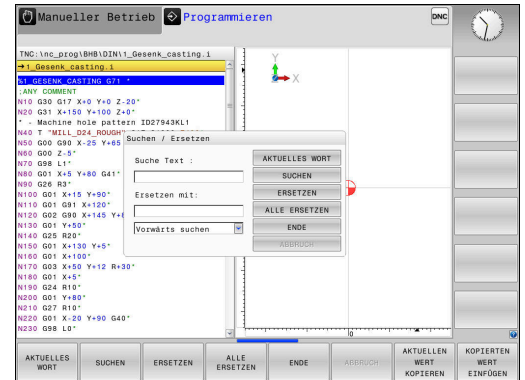 Manueller Betrieb
Programmieren
DNC
TNC:\nc_prog\BHB\DIN\1_Gesenk_casting.i
→1_Gesenk_casting.i
%1_GESENK_CASTING G71 *
;ANY COMMENT
N10 G30 G17 X+0 Y+0 Z-20*
N20 G31 X+150 Y+100 Z+0*
* - Machine hole pattern ID27943KL1
N40 T "MILL_D24_ROUGH"
N50 G00 G90 X-25 Y+65
N60 G00 Z-5*
N70 G98 L1*
N80 G01 X+5 Y+80 G41*
N90 G26 R3*
N100 G01 X+15 Y+90*
N110 G01 G91 X+120*
N120 G02 G90 X+145 Y+
N130 G01 Y+50*
N140 G25 R20*
N150 G01 X+130 Y+5*
N160 G01 X+100*
N170 G03 X+50 Y+12 R+30*
N180 G01 X+5*
N190 G24 R10*
N200 G01 Y+80*
N210 G27 R10*
N220 G01 X-20 Y+90 G40*
N230 G98 L0*
Y
X
0
Suchen / Ersetzen
Suche Text :
Ersetzen mit:
Vorwärts suchen
AKTUELLES WORT
SUCHEN
ERSETZEN
ALLE ERSETZEN
ENDE
ABBRUCH
AKTUELLES
WORT
SUCHEN
ERSETZEN
ALLE
ERSETZEN
ENDE
ABBRUCH
AKTUELLEN
WERT
KOPIEREN
KOPIERTEN
WERT
EINFÜGEN